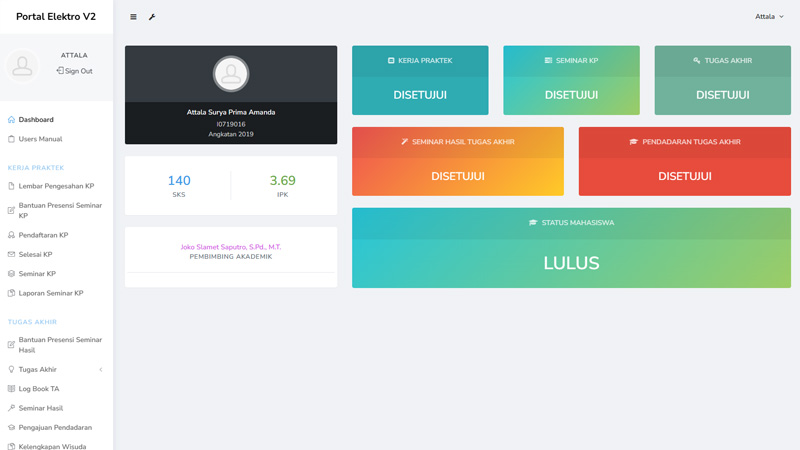 Portal Elektro V2
Attala
ATTALA
Sign Out
Dashboard
Users Manual
KERJA PRAKTEK
Lembar Pengesahan KP
Bantuan Presensi Seminar
KP
Pendaftaran KP
Selesai KP
Seminar KP
Laporan Seminar KP
TUGAS AKHIR
Bantuan Presensi Seminar
Hasil
Tugas Akhir
Log Book TA
Seminar Hasil
Pengajuan Pendadaran
Kelengkapan Wisuda
Attala Surya Prima Amanda
I0719016
Angkatan 2019
140
SKS
3.69
IPK
Joko Slamet Saputro, S.Pd., M.T.
PEMBIMBING AKADEMIK
KERJA PRAKTEK
DISETUJUI
SEMINAR KP
DISETUJUI
TUGAS AKHIR
DISETUJUI
SEMINAR HASIL TUGAS AKHIR
DISETUJUI
PENDADARAN TUGAS AKHIR
DISETUJUI
STATUS MAHASISWA
LULUS